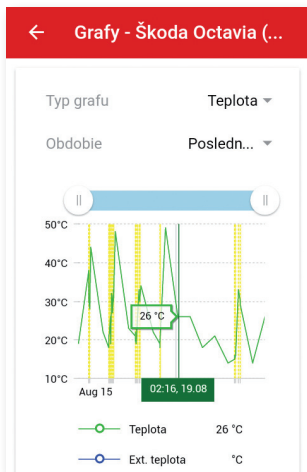 Grafy - Škoda Octavia (...
Typ grafu Teplota
Obdobie Posledn...
50°C
40°C
30°C
26 °C
20°C
10°C
Aug 15 02:16, 19.08
Teplota 26 °C
Ext. teplota °C